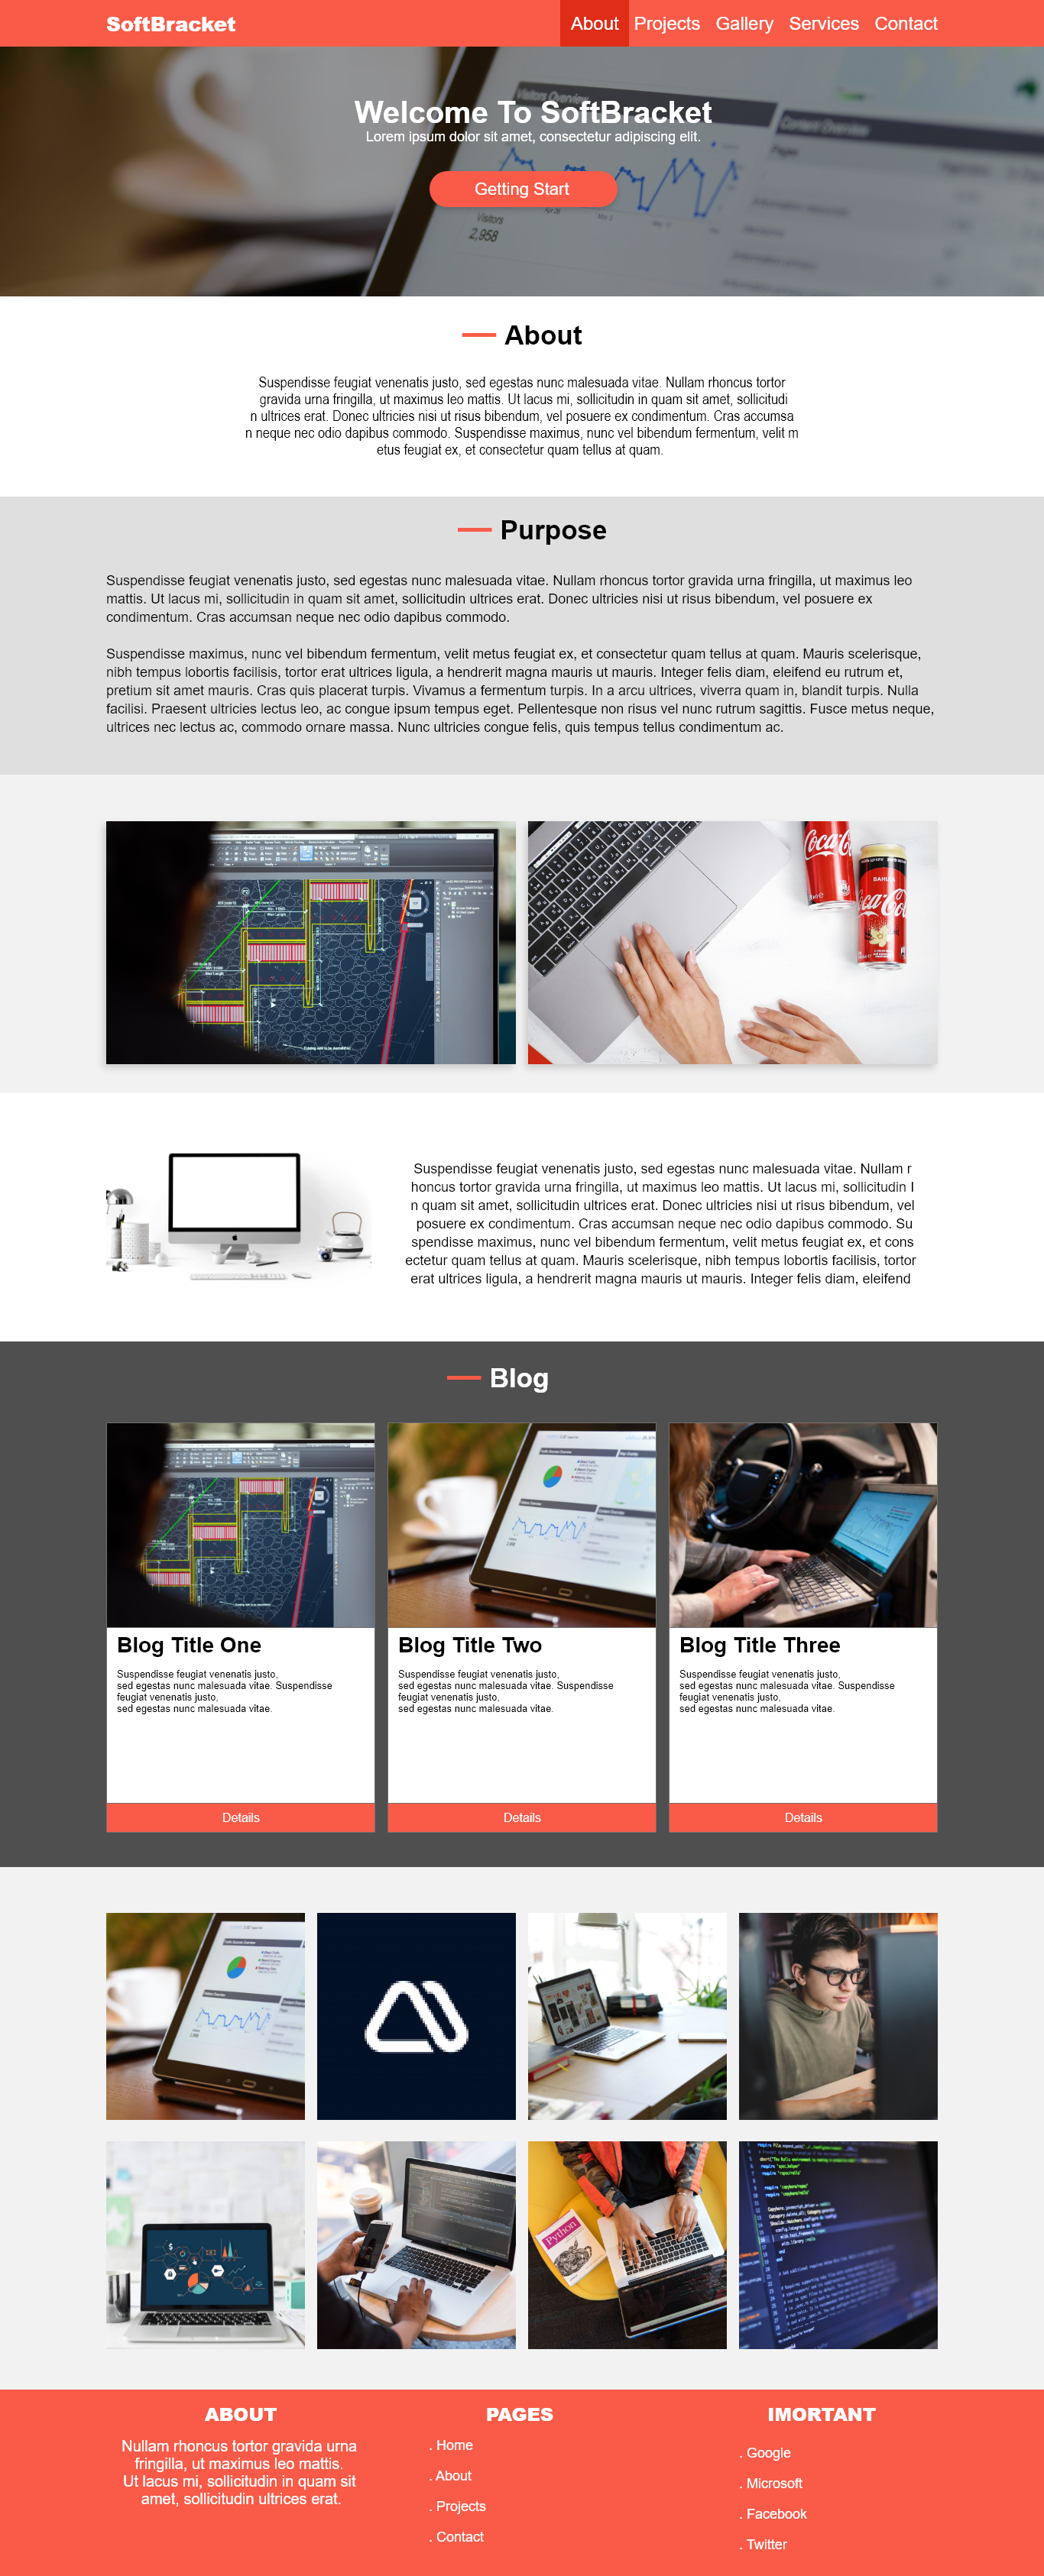 SoftBracket
About Projects Gallery Services Contact
Welcome To SoftBracket
Lorem ipsum dolor sit amet, consectetur adipiscing elit.
Getting Start
Visitors Overview
Content Overview
Pages
Visitors
2,958
About
Suspendisse feugiat venenatis justo, sed egestas nunc malesuada vitae. Nullam rhoncus tortor
gravida urna fringilla, ut maximus leo mattis. Ut lacus mi, sollicitudin in quam sit amet, sollicitudi
n ultrices erat. Donec ultricies nisi ut risus bibendum, vel posuere ex condimentum. Cras accumsa
n neque nec odio dapibus commodo. Suspendisse maximus, nunc vel bibendum fermentum, velit m
etus feugiat ex, et consectetur quam tellus at quam.
Purpose
Suspendisse feugiat venenatis justo, sed egestas nunc malesuada vitae. Nullam rhoncus tortor gravida urna fringilla, ut maximus leo
mattis. Ut lacus mi, sollicitudin in quam sit amet, sollicitudin ultrices erat. Donec ultricies nisi ut risus bibendum, vel posuere ex
condimentum. Cras accumsan neque nec odio dapibus commodo.
Suspendisse maximus, nunc vel bibendum fermentum, velit metus feugiat ex, et consectetur quam tellus at quam. Mauris scelerisque,
nibh tempus lobortis facilisis, tortor erat ultrices ligula, a hendrerit magna mauris ut mauris. Integer felis diam, eleifend eu rutrum et,
pretium sit amet mauris. Cras quis placerat turpis. Vivamus a fermentum turpis. In a arcu ultrices, viverra quam in, blandit turpis. Nulla
facilisi. Praesent ultricies lectus leo, ac congue ipsum tempus eget. Pellentesque non risus vel nunc rutrum sagittis. Fusce metus neque,
ultrices nec lectus ac, commodo ornare massa. Nunc ultricies congue felis, quis tempus tellus condimentum ac.
Coca-Cola
Suspendisse feugiat venenatis justo, sed egestas nunc malesuada vitae. Nullam r
honcus tortor gravida urna fringilla, ut maximus leo mattis. Ut lacus mi, sollicitudin I
n quam sit amet, sollicitudin ultrices erat. Donec ultricies nisi ut risus bibendum, vel
posuere ex condimentum. Cras accumsan neque nec odio dapibus commodo. Su
spendisse maximus, nunc vel bibendum fermentum, velit metus feugiat ex, et cons
ectetur quam tellus at quam. Mauris scelerisque, nibh tempus lobortis facilisis, tortor
erat ultrices ligula, a hendrerit magna mauris ut mauris. Integer felis diam, eleifend
Blog
Blog Title One
Suspendisse feugiat venenatis justo,
sed egestas nunc malesuada vitae. Suspendisse
feugiat venenatis justo,
sed egestas nunc malesuada vitae.
Details
Blog Title Two
Suspendisse feugiat venenatis justo,
sed egestas nunc malesuada vitae. Suspendisse
feugiat venenatis justo,
sed egestas nunc malesuada vitae.
Details
Blog Title Three
Suspendisse feugiat venenatis justo,
sed egestas nunc malesuada vitae. Suspendisse
feugiat venenatis justo,
sed egestas nunc malesuada vitae.
Details
Python
ABOUT
Nullam rhoncus tortor gravida urna
fringilla, ut maximus leo mattis.
Ut lacus mi, sollicitudin in quam sit
amet, sollicitudin ultrices erat.
PAGES
. Home
. About
. Projects
. Contact
IMORTANT
. Google
. Microsoft
. Facebook
. Twitter